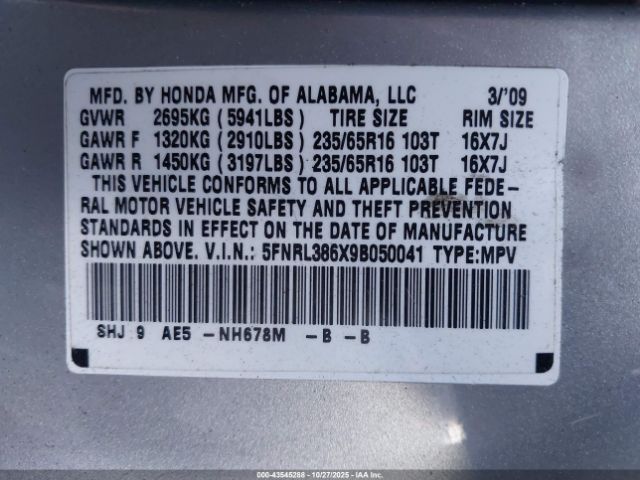 MFD. BY HONDA MFG. OF ALABAMA, LLC 3/'09
GVWR 2695KG (5941LBS) TIRE SIZE RIM SIZE
GAWR F 1320KG (2910LBS) 235/65R16 103T 16X7J
GAWR R 1450KG (3197LBS) 235/65R16 103T 16X7J
THIS VEHICLE CONFORMS TO ALL APPLICABLE FEDE-
RAL MOTOR VEHICLE SAFETY AND THEFT PREVENTION
STANDARDS IN EFFECT ON THE DATE OF MANUFACTURE
SHOWN ABOVE. V.I.N.: 5FNRL386X9B050041 TYPE:MPV
SHJ 9 AE5 -NH678M -B -B
000-43545288 - 10/27/2025 - COPYRIGHT IAA, LLC.